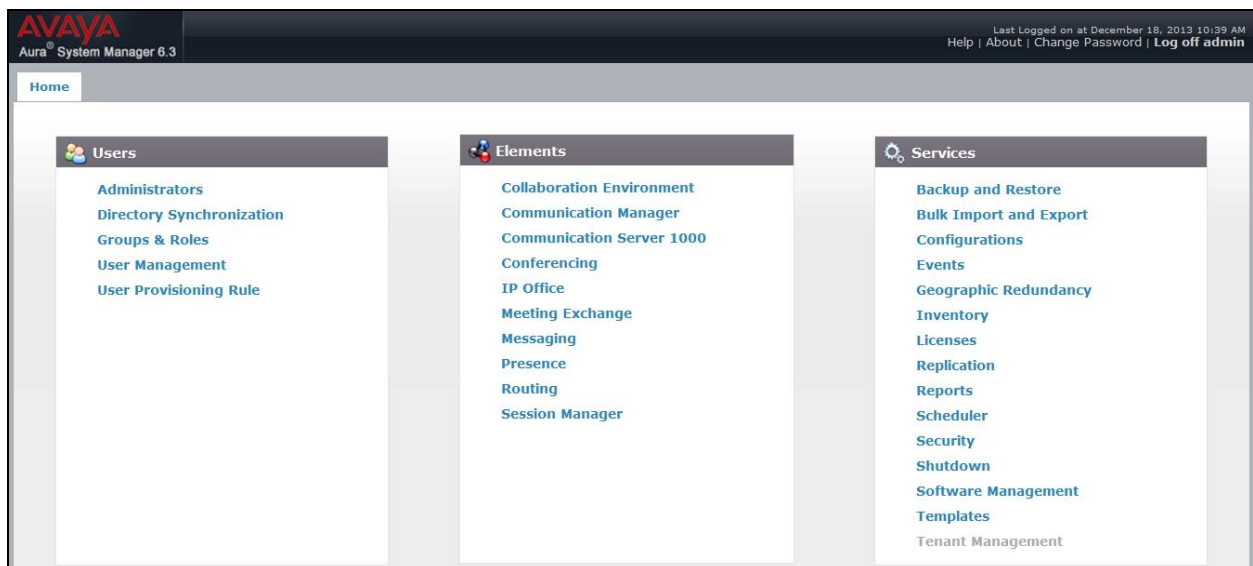 AVAYA
Aura® System Manager 6.3
Last Logged on at December 18, 2013 10:39 AM
Help | About | Change Password | Log off admin
Home
Users
Administrators
Directory Synchronization
Groups & Roles
User Management
User Provisioning Rule
Elements
Collaboration Environment
Communication Manager
Communication Server 1000
Conferencing
IP Office
Meeting Exchange
Messaging
Presence
Routing
Session Manager
Services
Backup and Restore
Bulk Import and Export
Configurations
Events
Geographic Redundancy
Inventory
Licenses
Replication
Reports
Scheduler
Security
Shutdown
Software Management
Templates
Tenant Management